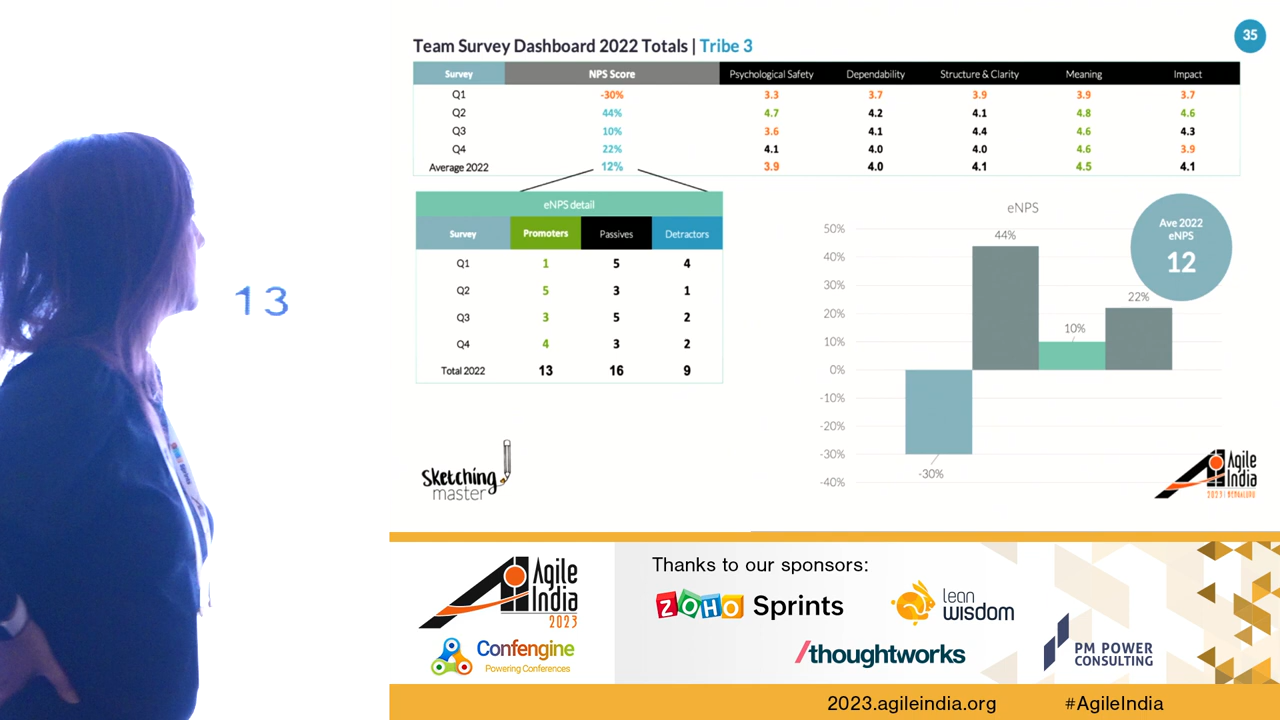 Team Survey Dashboard 2022 Totals | Tribe 3
35
Survey NPS Score Psychological Safety Dependability Structure & Clarity Meaning Impact
Q1 -30% 3.3 3.7 3.9 3.9 3.7
Q2 44% 4.7 4.2 4.1 4.8 4.6
Q3 10% 3.6 4.1 4.4 4.6 4.3
Q4 22% 4.1 4.0 4.0 4.6 3.9
Average 2022 12% 3.9 4.0 4.1 4.5 4.1
eNPS detail
Survey Promoters Passives Detractors
Q1 1 5 4
Q2 5 3 1
Q3 3 5 2
Q4 4 3 2
Total 2022 13 16 9
eNPS
Ave 2022
eNPS
12
50%
40%
30%
20%
10%
0%
-10%
-20%
-30%
-40%
44%
22%
10%
-30%
13
Sketching
master
Agile
India
2023 | BENGALURU
Agile
India
2023
Confengine
Powering Conferences
Thanks to our sponsors:
ZOHO Sprints
lean
wisdom
/thoughtworks
PM POWER
CONSULTING
2023.agileindia.org #AgileIndia